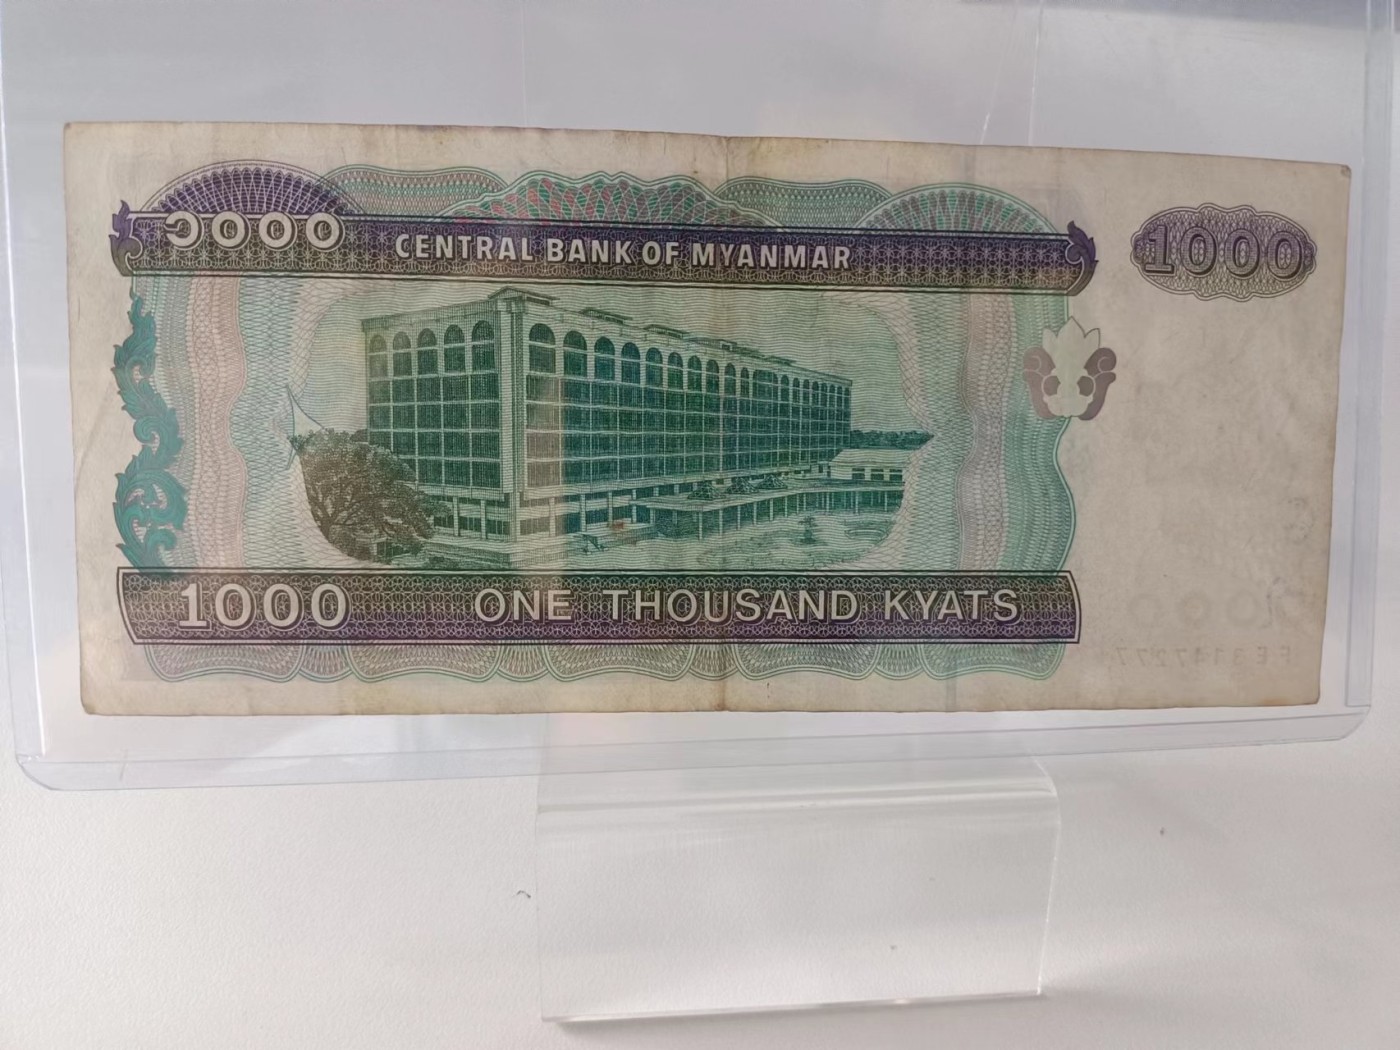 ၁၀၀၀
CENTRAL BANK OF MYANMAR
1000
1000
ONE THOUSAND KYATS